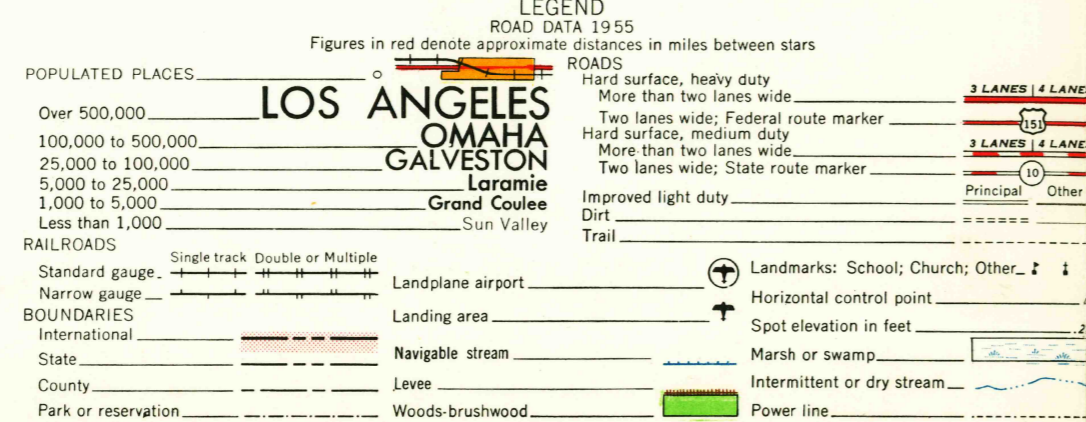 LEGEND
ROAD DATA 1955
Figures in red denote approximate distances in miles between stars
POPULATED PLACES
Over 500,000 LOS ANGELES
100,000 to 500,000 OMAHA
25,000 to 100,000 GALVESTON
5,000 to 25,000 Laramie
1,000 to 5,000 Grand Coulee
Less than 1,000 Sun Valley
RAILROADS
Single track Double or Multiple
Standard gauge
Narrow gauge
BOUNDARIES
International
State
County
Park or reservation
Landplane airport
Landing area
Navigable stream
Levee
Woods-brushwood
ROADS
Hard surface, heavy duty
More than two lanes wide 3 LANES | 4 LANES
Two lanes wide; Federal route marker 151
Hard surface, medium duty
More than two lanes wide 3 LANES | 4 LANES
Two lanes wide; State route marker 10
Principal Other
Improved light duty
Dirt
Trail
Landmarks: School; Church; Other
Horizontal control point
Spot elevation in feet
Marsh or swamp
Intermittent or dry stream
Power line